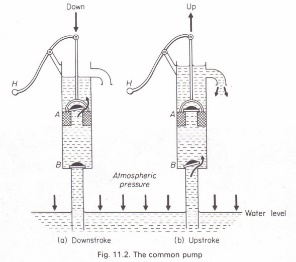 Down
Up
H
H
A
A
B
B
Atmospheric
pressure
Water level
(a) Downstroke
(b) Upstroke
Fig. 11.2. The common pump